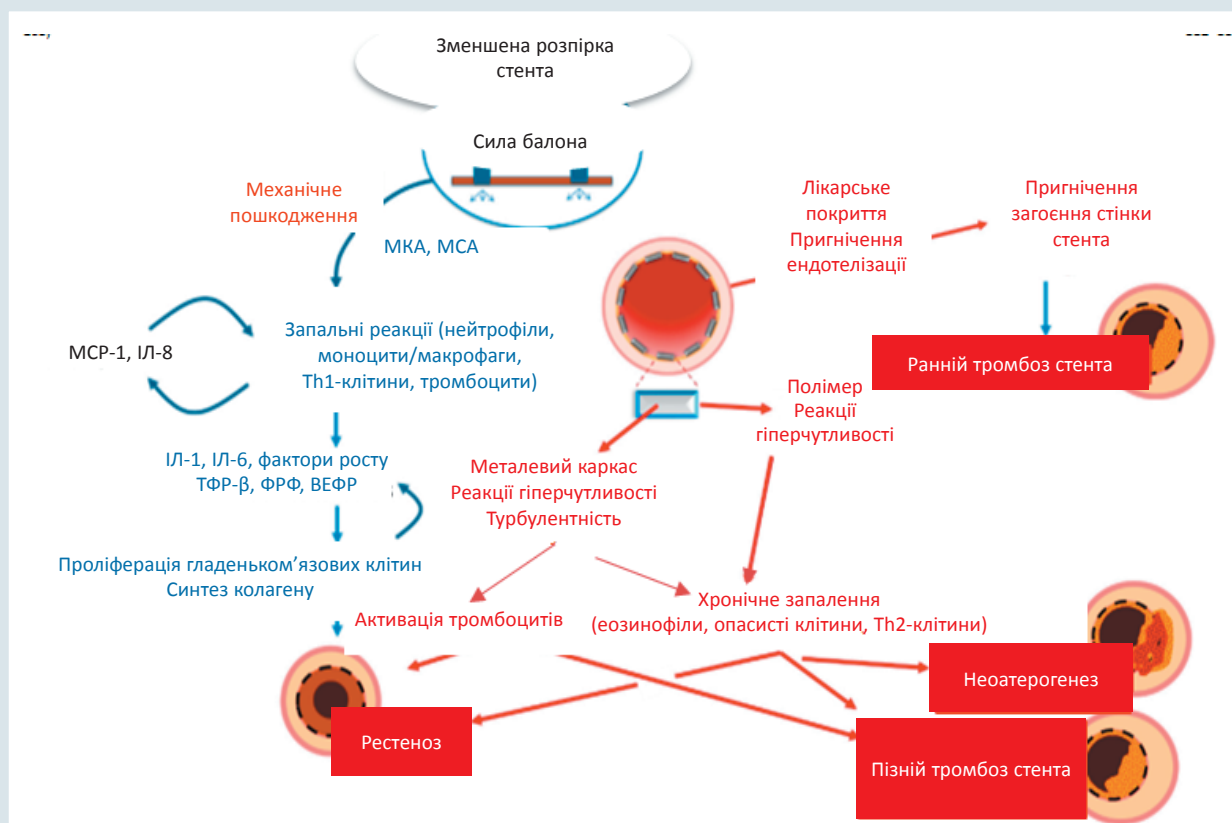 Зменшена розпірка
стента
Сила балона
Механічне
пошкодження
МКА, МСА
Лікарське
покриття
Пригнічення
ендотелізації
Пригнічення
загоєння стінки
стента
Ранній тромбоз стента
МСР-1, ІЛ-8
Запальні реакції (нейтрофіли,
моноцити/макрофаги,
Th1-клітини, тромбоцити)
Полімер
Реакції
гіперчутливості
ІЛ-1, ІЛ-6, фактори росту
ТФР-β, ФРФ, ВЕФР
Металевий каркас
Реакції гіперчутливості
Турбулентність
Проліферація гладеньком’язових клітин
Синтез колагену
Активація тромбоцитів
Хронічне запалення
(еозинофіли, опасисті клітини, Th2-клітини)
Неоатерогенез
Рестеноз
Пізній тромбоз стента